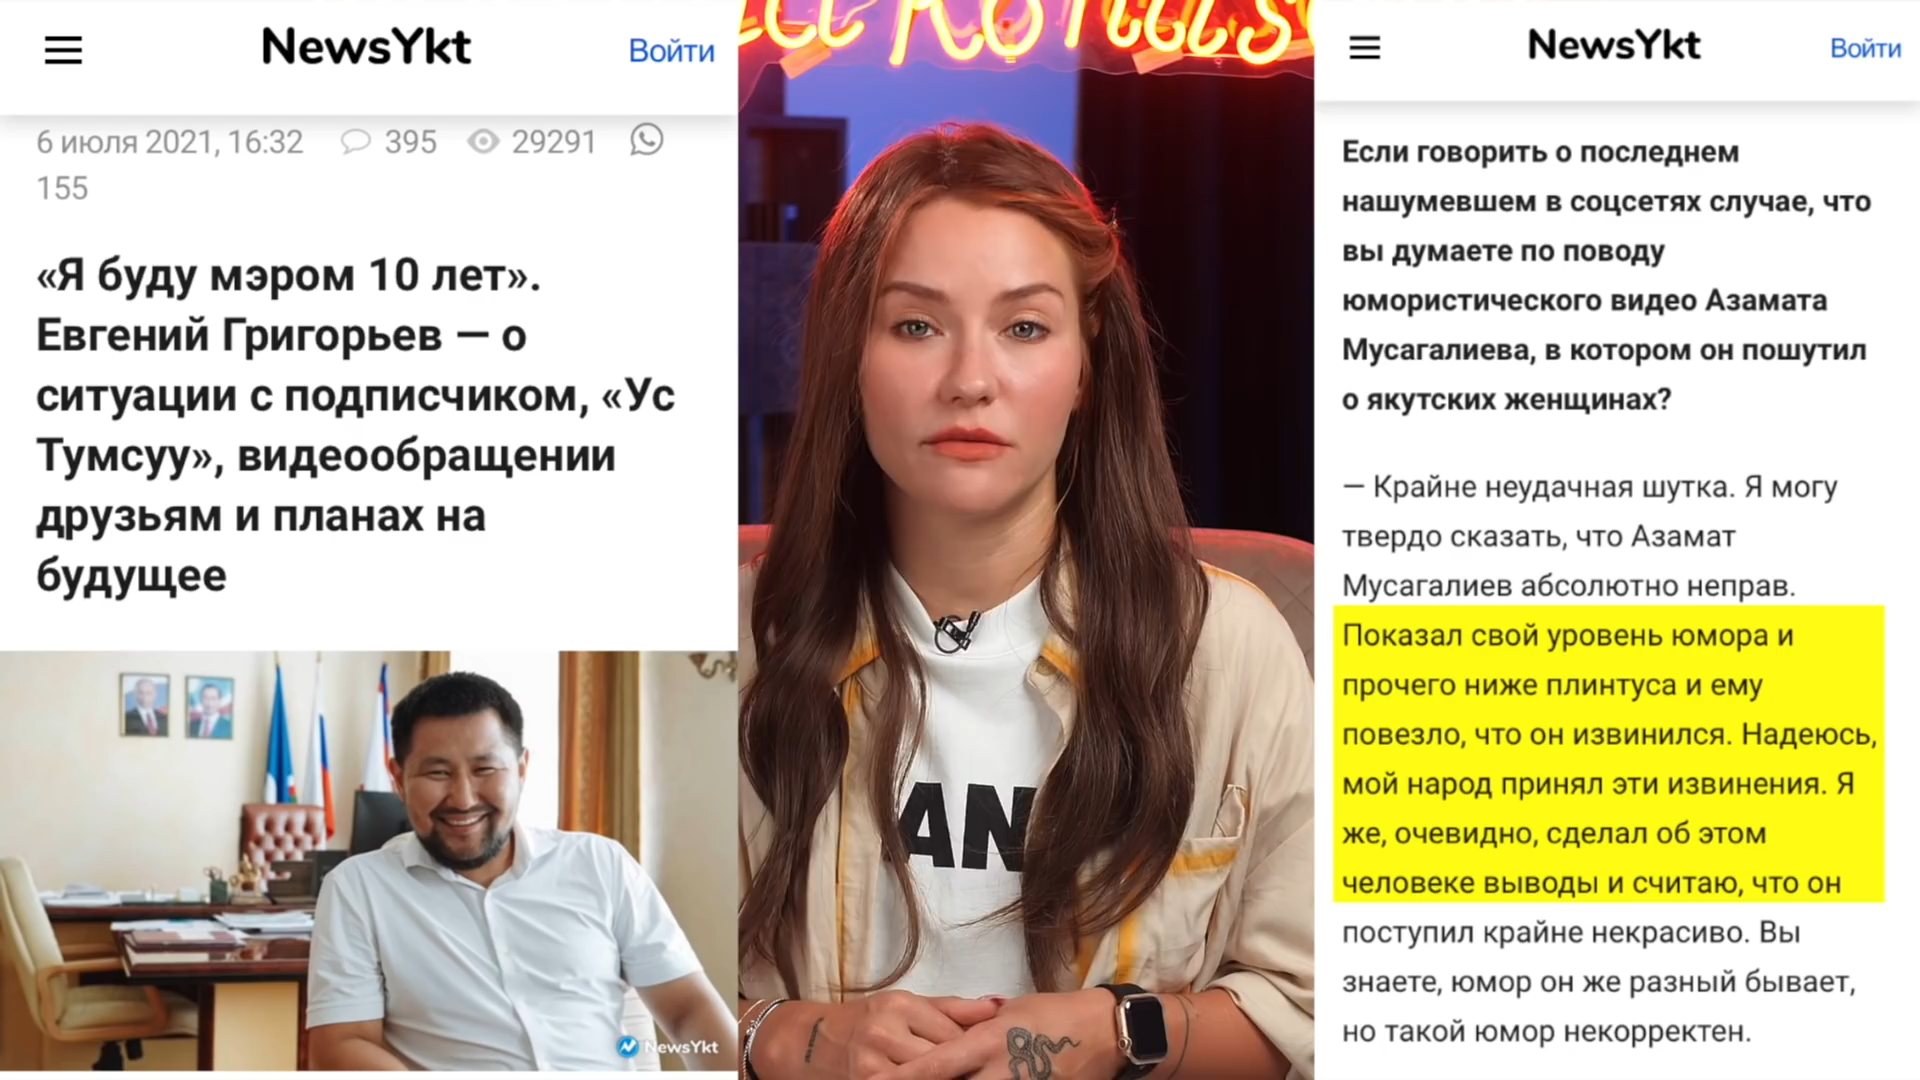 NewsYkt
Войти
6 июля 2021, 16:32 395 29291
155
«Я буду мэром 10 лет».
Евгений Григорьев — о
ситуации с подписчиком, «Ус
Тумсуу», видеообращении
друзьям и планах на
будущее
NewsYkt
AN
NewsYkt
Войти
Если говорить о последнем
нашумевшем в соцсетях случае, что
вы думаете по поводу
юмористического видео Азамата
Мусагалиева, в котором он пошутил
о якутских женщинах?
— Крайне неудачная шутка. Я могу
твердо сказать, что Азамат
Мусагалиев абсолютно неправ.
Показал свой уровень юмора и
прочего ниже плинтуса и ему
повезло, что он извинился. Надеюсь,
мой народ принял эти извинения. Я
же, очевидно, сделал об этом
человеке выводы и считаю, что он
поступил крайне некрасиво. Вы
знаете, юмор он же разный бывает,
но такой юмор некорректен.